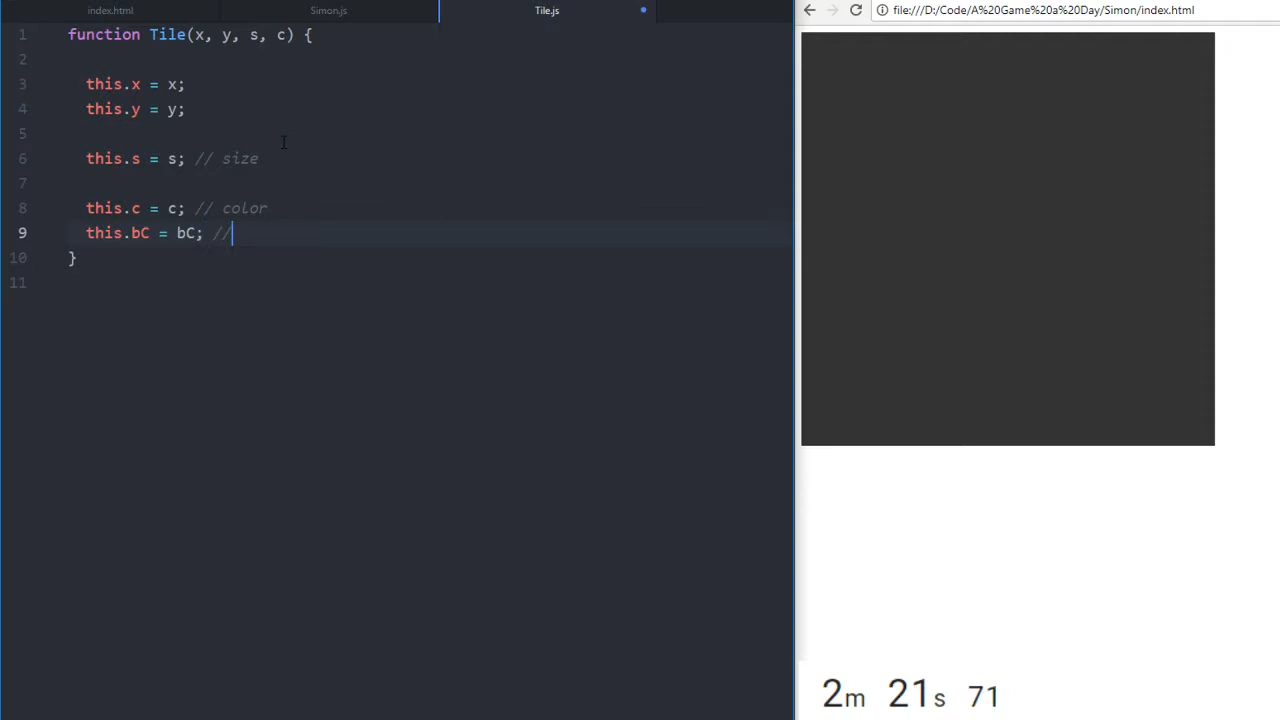 index.html
Simon.js
Tile.js
file:///D:/Code/A%20Game%20a%20Day/Simon/index.html
1 function Tile(x, y, s, c) {
2
3 this.x = x;
4 this.y = y;
5
6 this.s = s; // size
7
8 this.c = c; // color
9 this.bC = bC; //
10 }
11
2m 21s 71